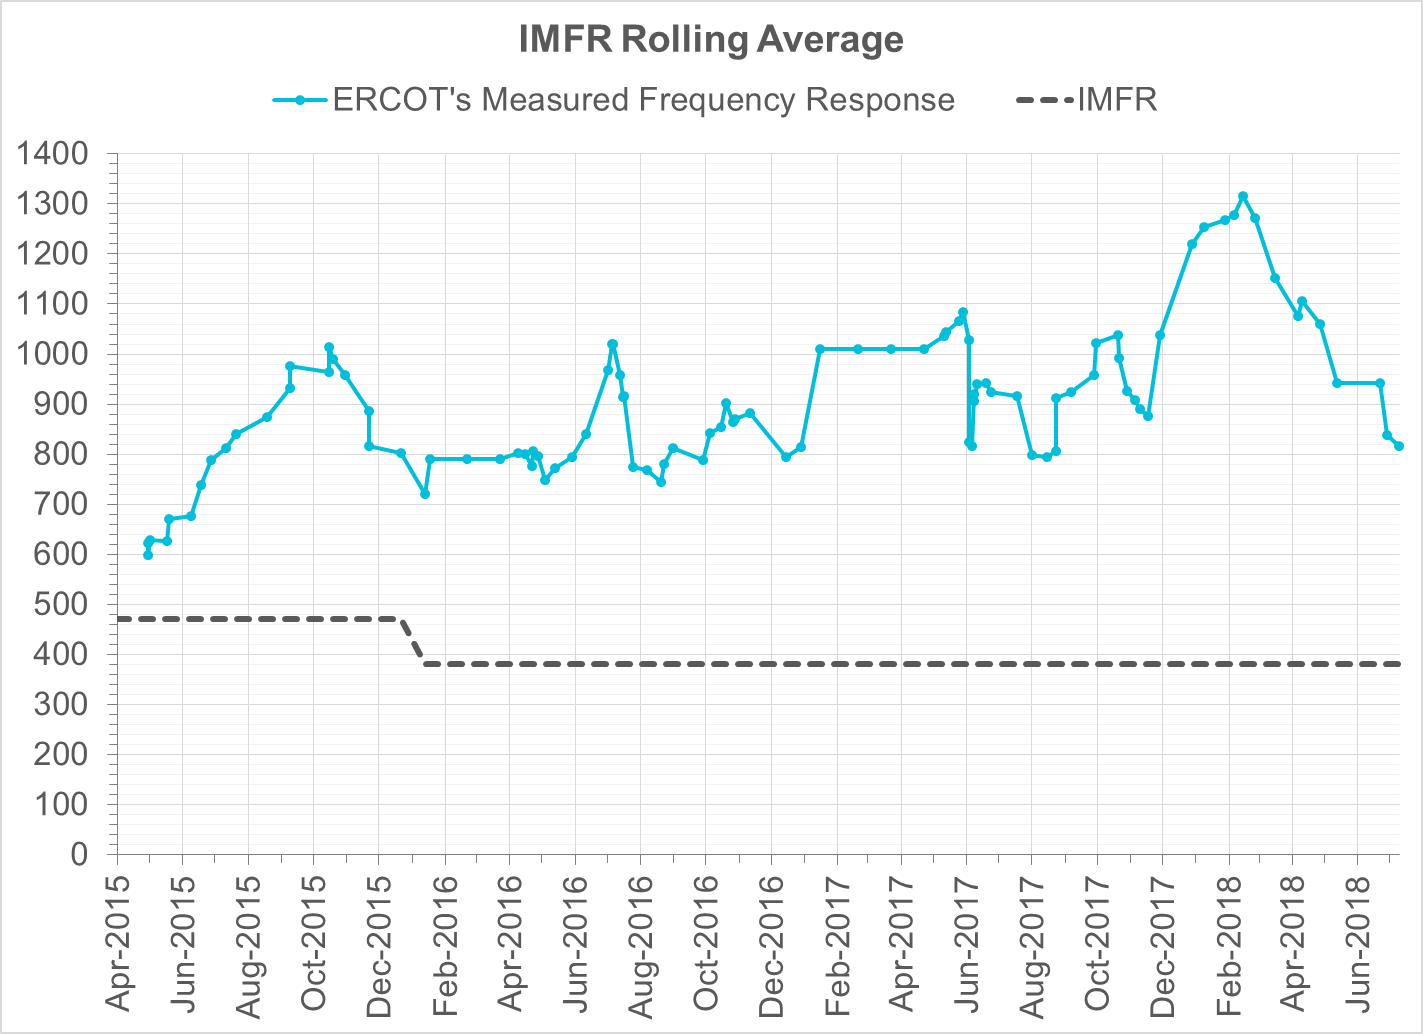 IMFR Rolling Average
ERCOT's Measured Frequency Response
IMFR
1400
1300
1200
1100
1000
900
800
700
600
500
400
300
200
100
0
Apr-2015
Jun-2015
Aug-2015
Oct-2015
Dec-2015
Feb-2016
Apr-2016
Jun-2016
Aug-2016
Oct-2016
Dec-2016
Feb-2017
Apr-2017
Jun-2017
Aug-2017
Oct-2017
Dec-2017
Feb-2018
Apr-2018
Jun-2018